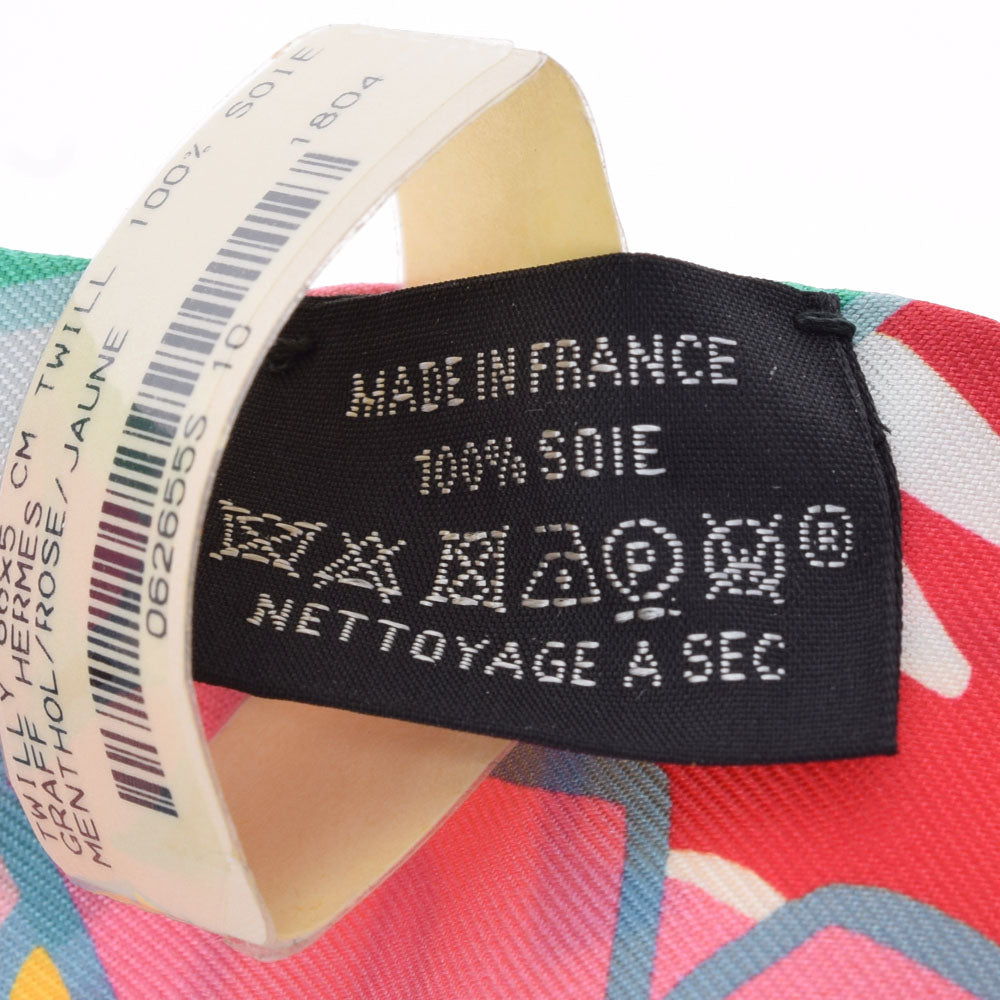 TWILLY 86X5 CM TWILL 100% SOIE
GRAFF HERMES
MENTHOL/ROSE/JAUNE
1804
062655S 10
MADE IN FRANCE
100% SOIE
P
®
NETTOYAGE A SEC